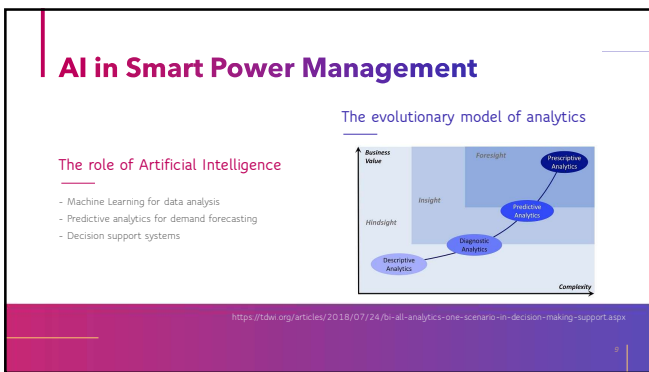 AI in Smart Power Management
The evolutionary model of analytics
The role of Artificial Intelligence
- Machine Learning for data analysis
- Predictive analytics for demand forecasting
- Decision support systems
Business
Value
Foresight
Prescriptive
Analytics
Insight
Predictive
Analytics
Hindsight
Diagnostic
Analytics
Descriptive
Analytics
Complexity
https://tdwi.org/articles/2018/07/24/bi-all-analytics-one-scenario-in-decision-making-support.aspx
9